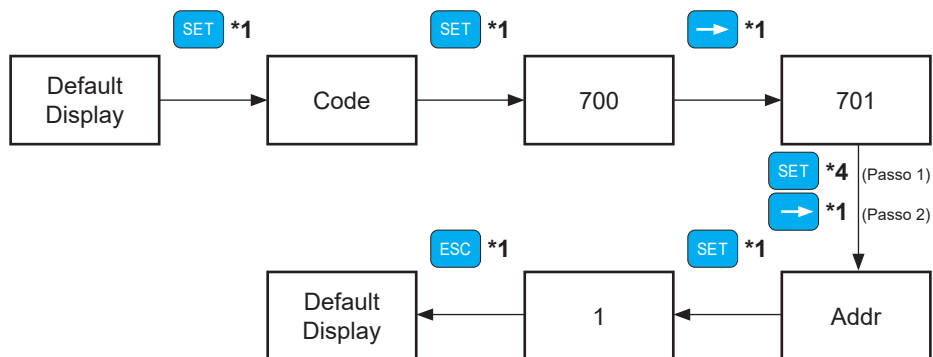 SET *1
SET *1
→ *1
Default
Display
Code
700
701
SET *4 (Passo 1)
→ *1 (Passo 2)
ESC *1
SET *1
Default
Display
1
Addr